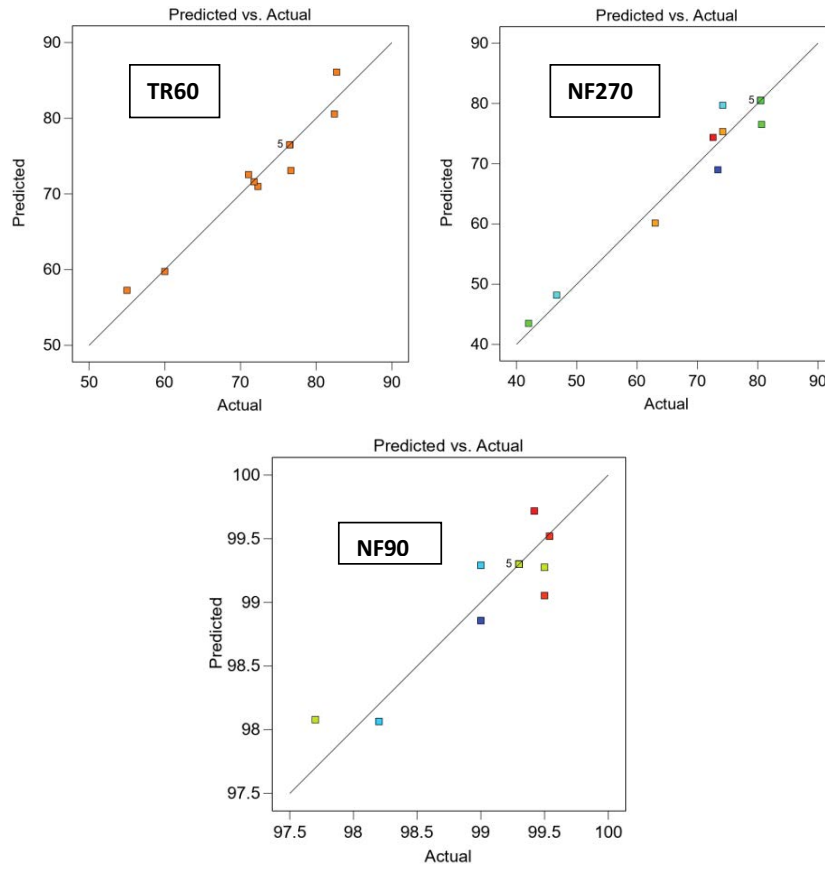 Predicted vs. Actual
TR60
90
80
70
60
50
5
Predicted
50 60 70 80 90
Actual
Predicted vs. Actual
NF270
90
80
70
60
50
40
5
Predicted
40 50 60 70 80 90
Actual
Predicted vs. Actual
NF90
100
99.5
99
98.5
98
97.5
5
Predicted
97.5 98 98.5 99 99.5 100
Actual